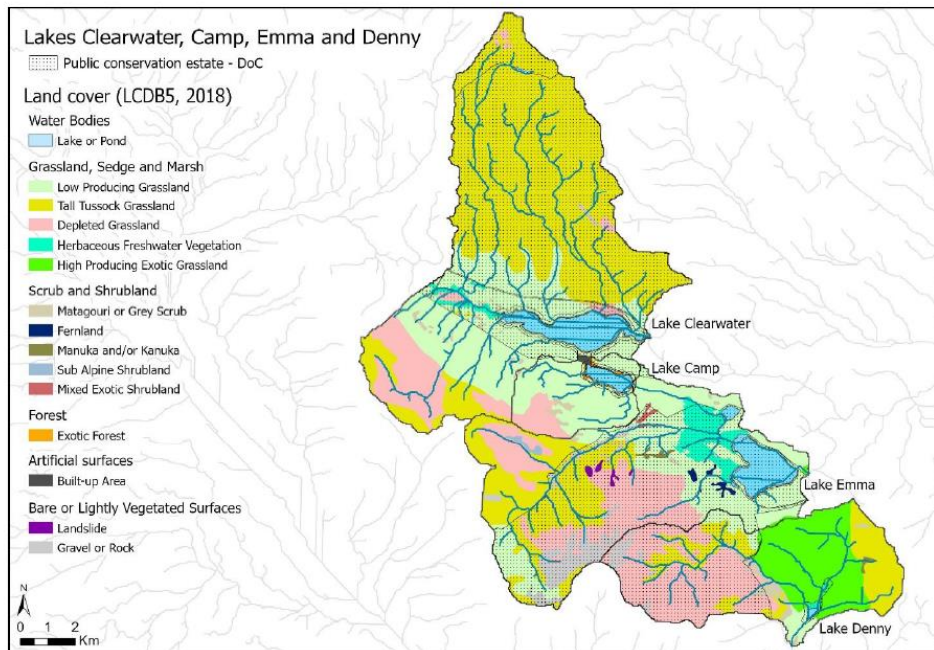 Lakes Clearwater, Camp, Emma and Denny
Public conservation estate - DoC
Land cover (LCDB5, 2018)
Water Bodies
Lake or Pond
Grassland, Sedge and Marsh
Low Producing Grassland
Tall Tussock Grassland
Depleted Grassland
Herbaceous Freshwater Vegetation
High Producing Exotic Grassland
Scrub and Shrubland
Matagouri or Grey Scrub
Fernland
Manuka and/or Kanuka
Sub Alpine Shrubland
Mixed Exotic Shrubland
Forest
Exotic Forest
Artificial surfaces
Built-up Area
Bare or Lightly Vegetated Surfaces
Landslide
Gravel or Rock
N
0 1 2
Km
Lake Clearwater
Lake Camp
Lake Emma
Lake Denny